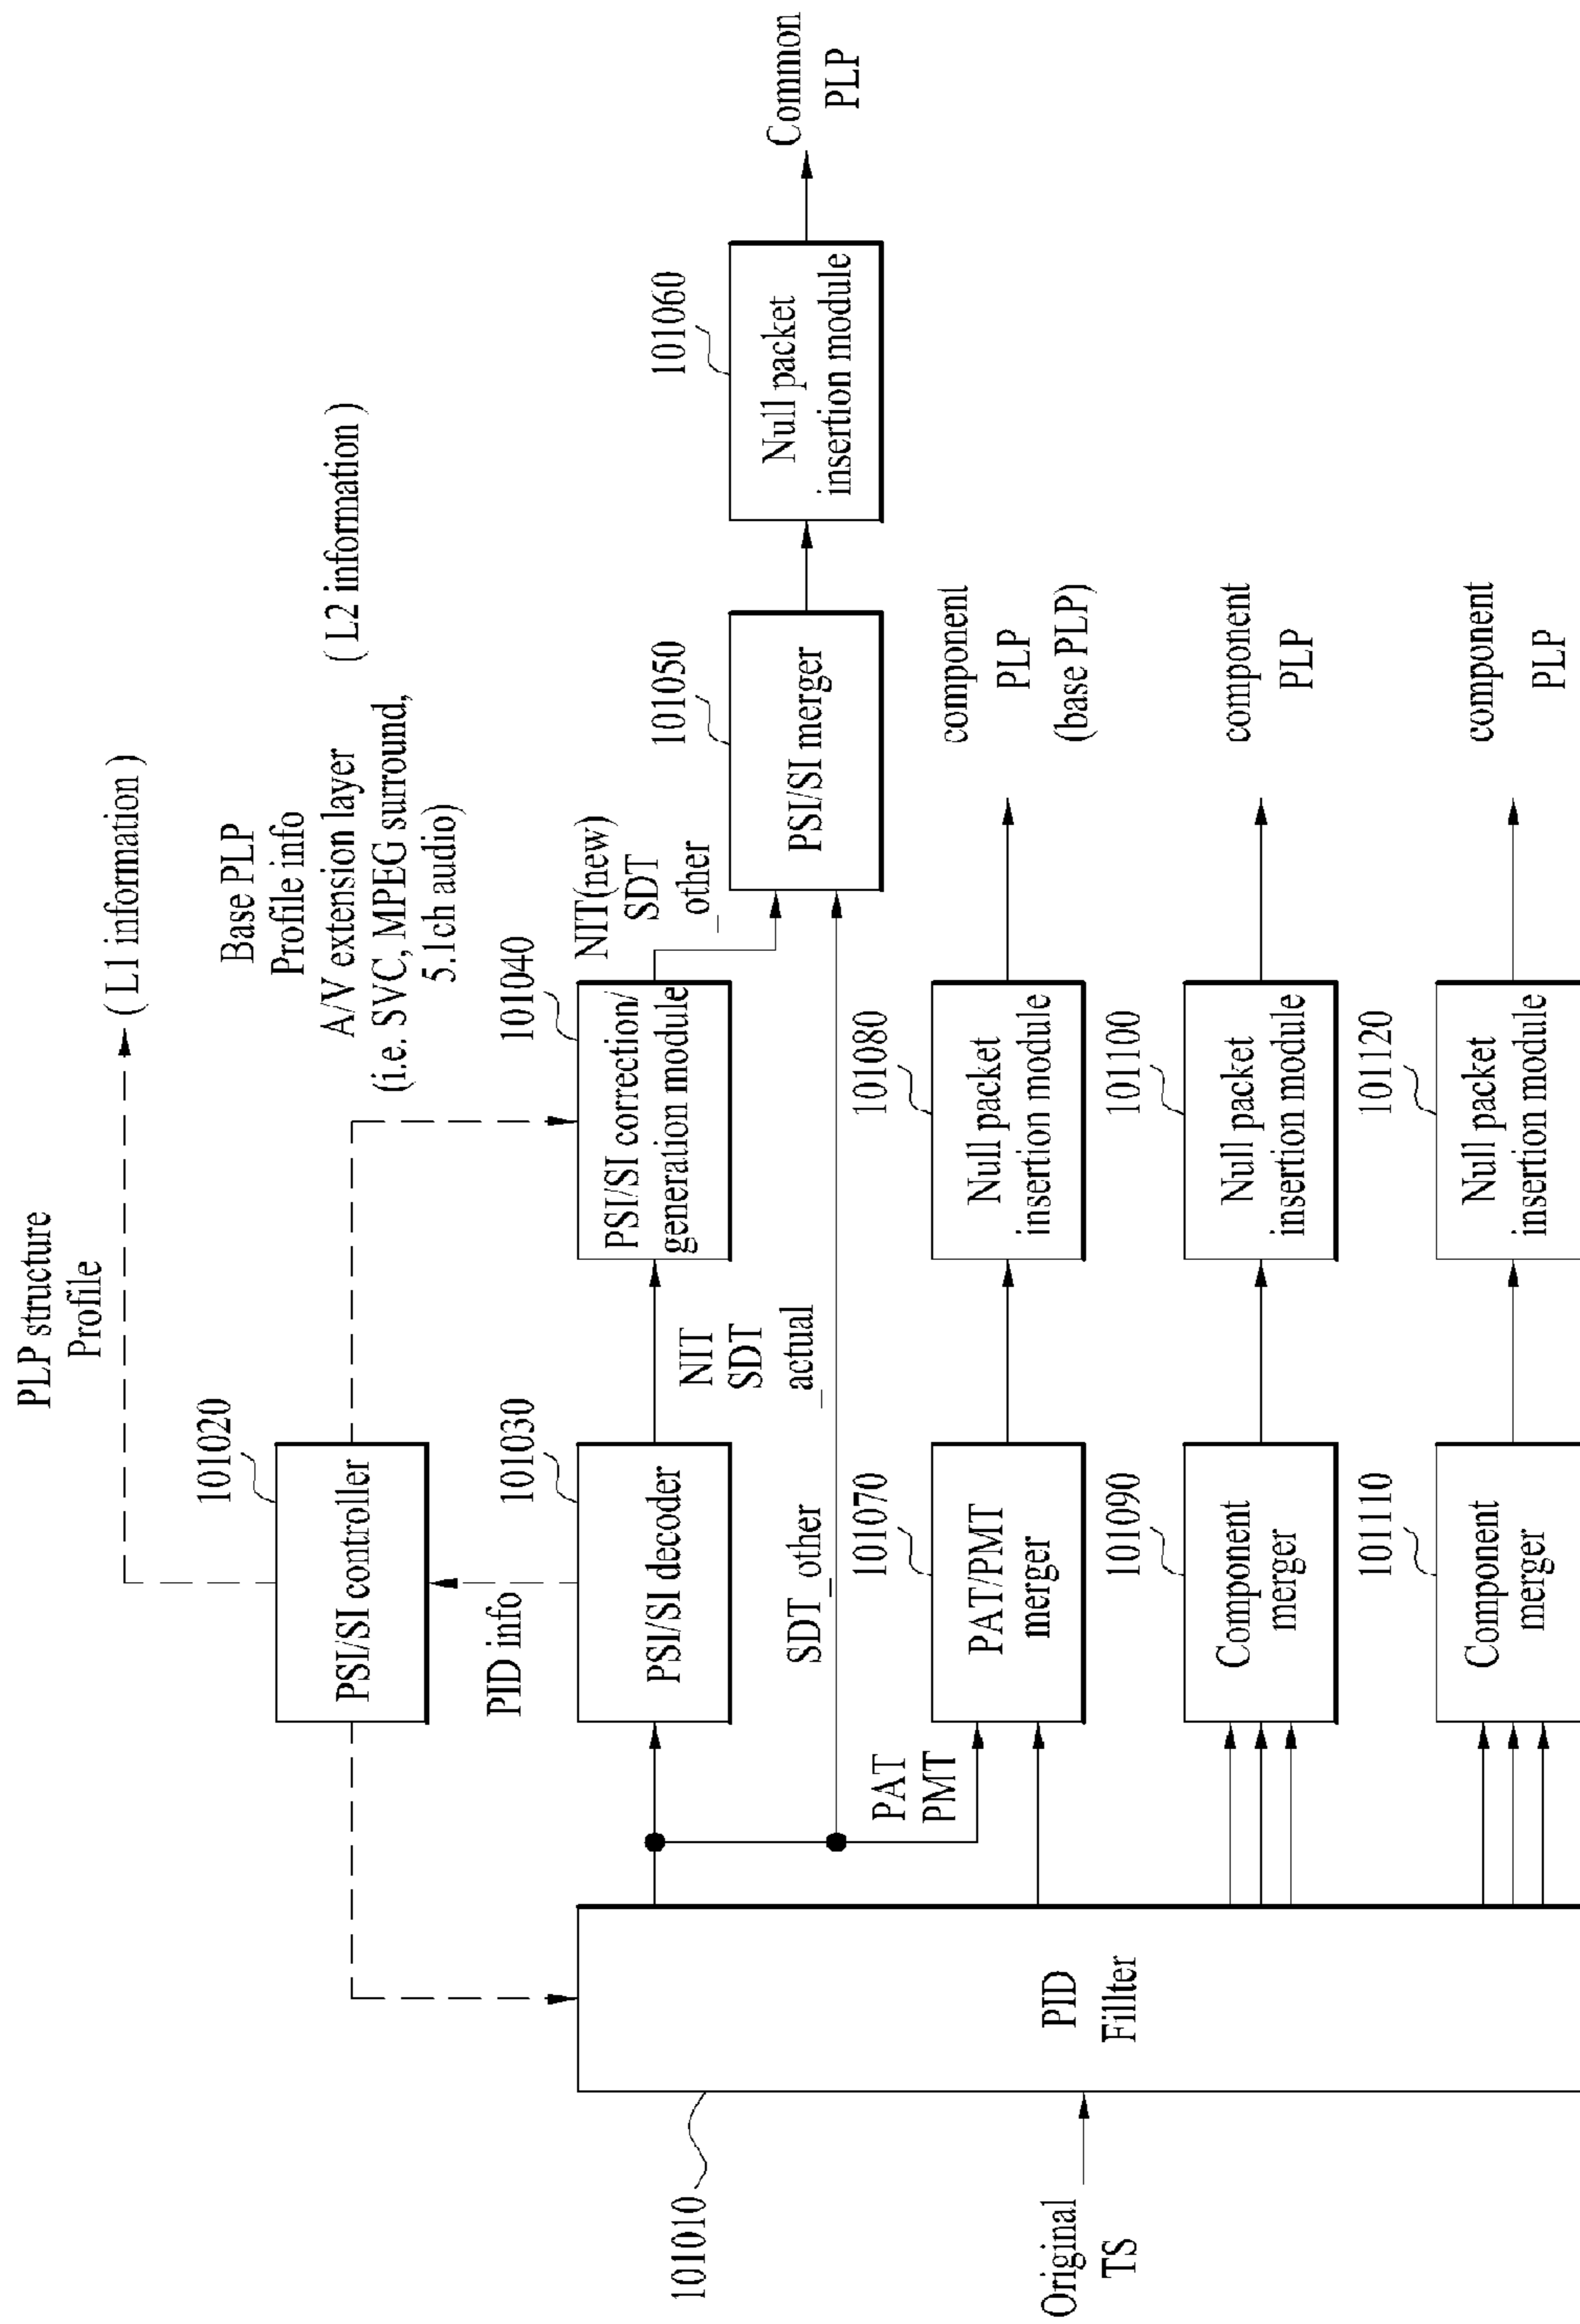 PLP structure
Profile
( L1 information )
Base PLP
Profile info
A/V extension layer
(i.e. SVC, MPEG surround,
5.1ch audio)
( L2 information )
101020
PSI/SI controller
PID info
101030
PSI/SI decoder
NIT
SDT
_actual
101040
PSI/SI correction/
generation module
NIT(new)
SDT
_other
101050
PSI/SI merger
101060
Null packet
insertion module
Common
PLP
SDT_other
PAT
PMT
101070
PAT/PMT
merger
101080
Null packet
insertion module
component
PLP
(base PLP)
101090
Component
merger
101100
Null packet
insertion module
component
PLP
101110
Component
merger
101120
Null packet
insertion module
component
PLP
101010
PID
Fillter
Original
TS